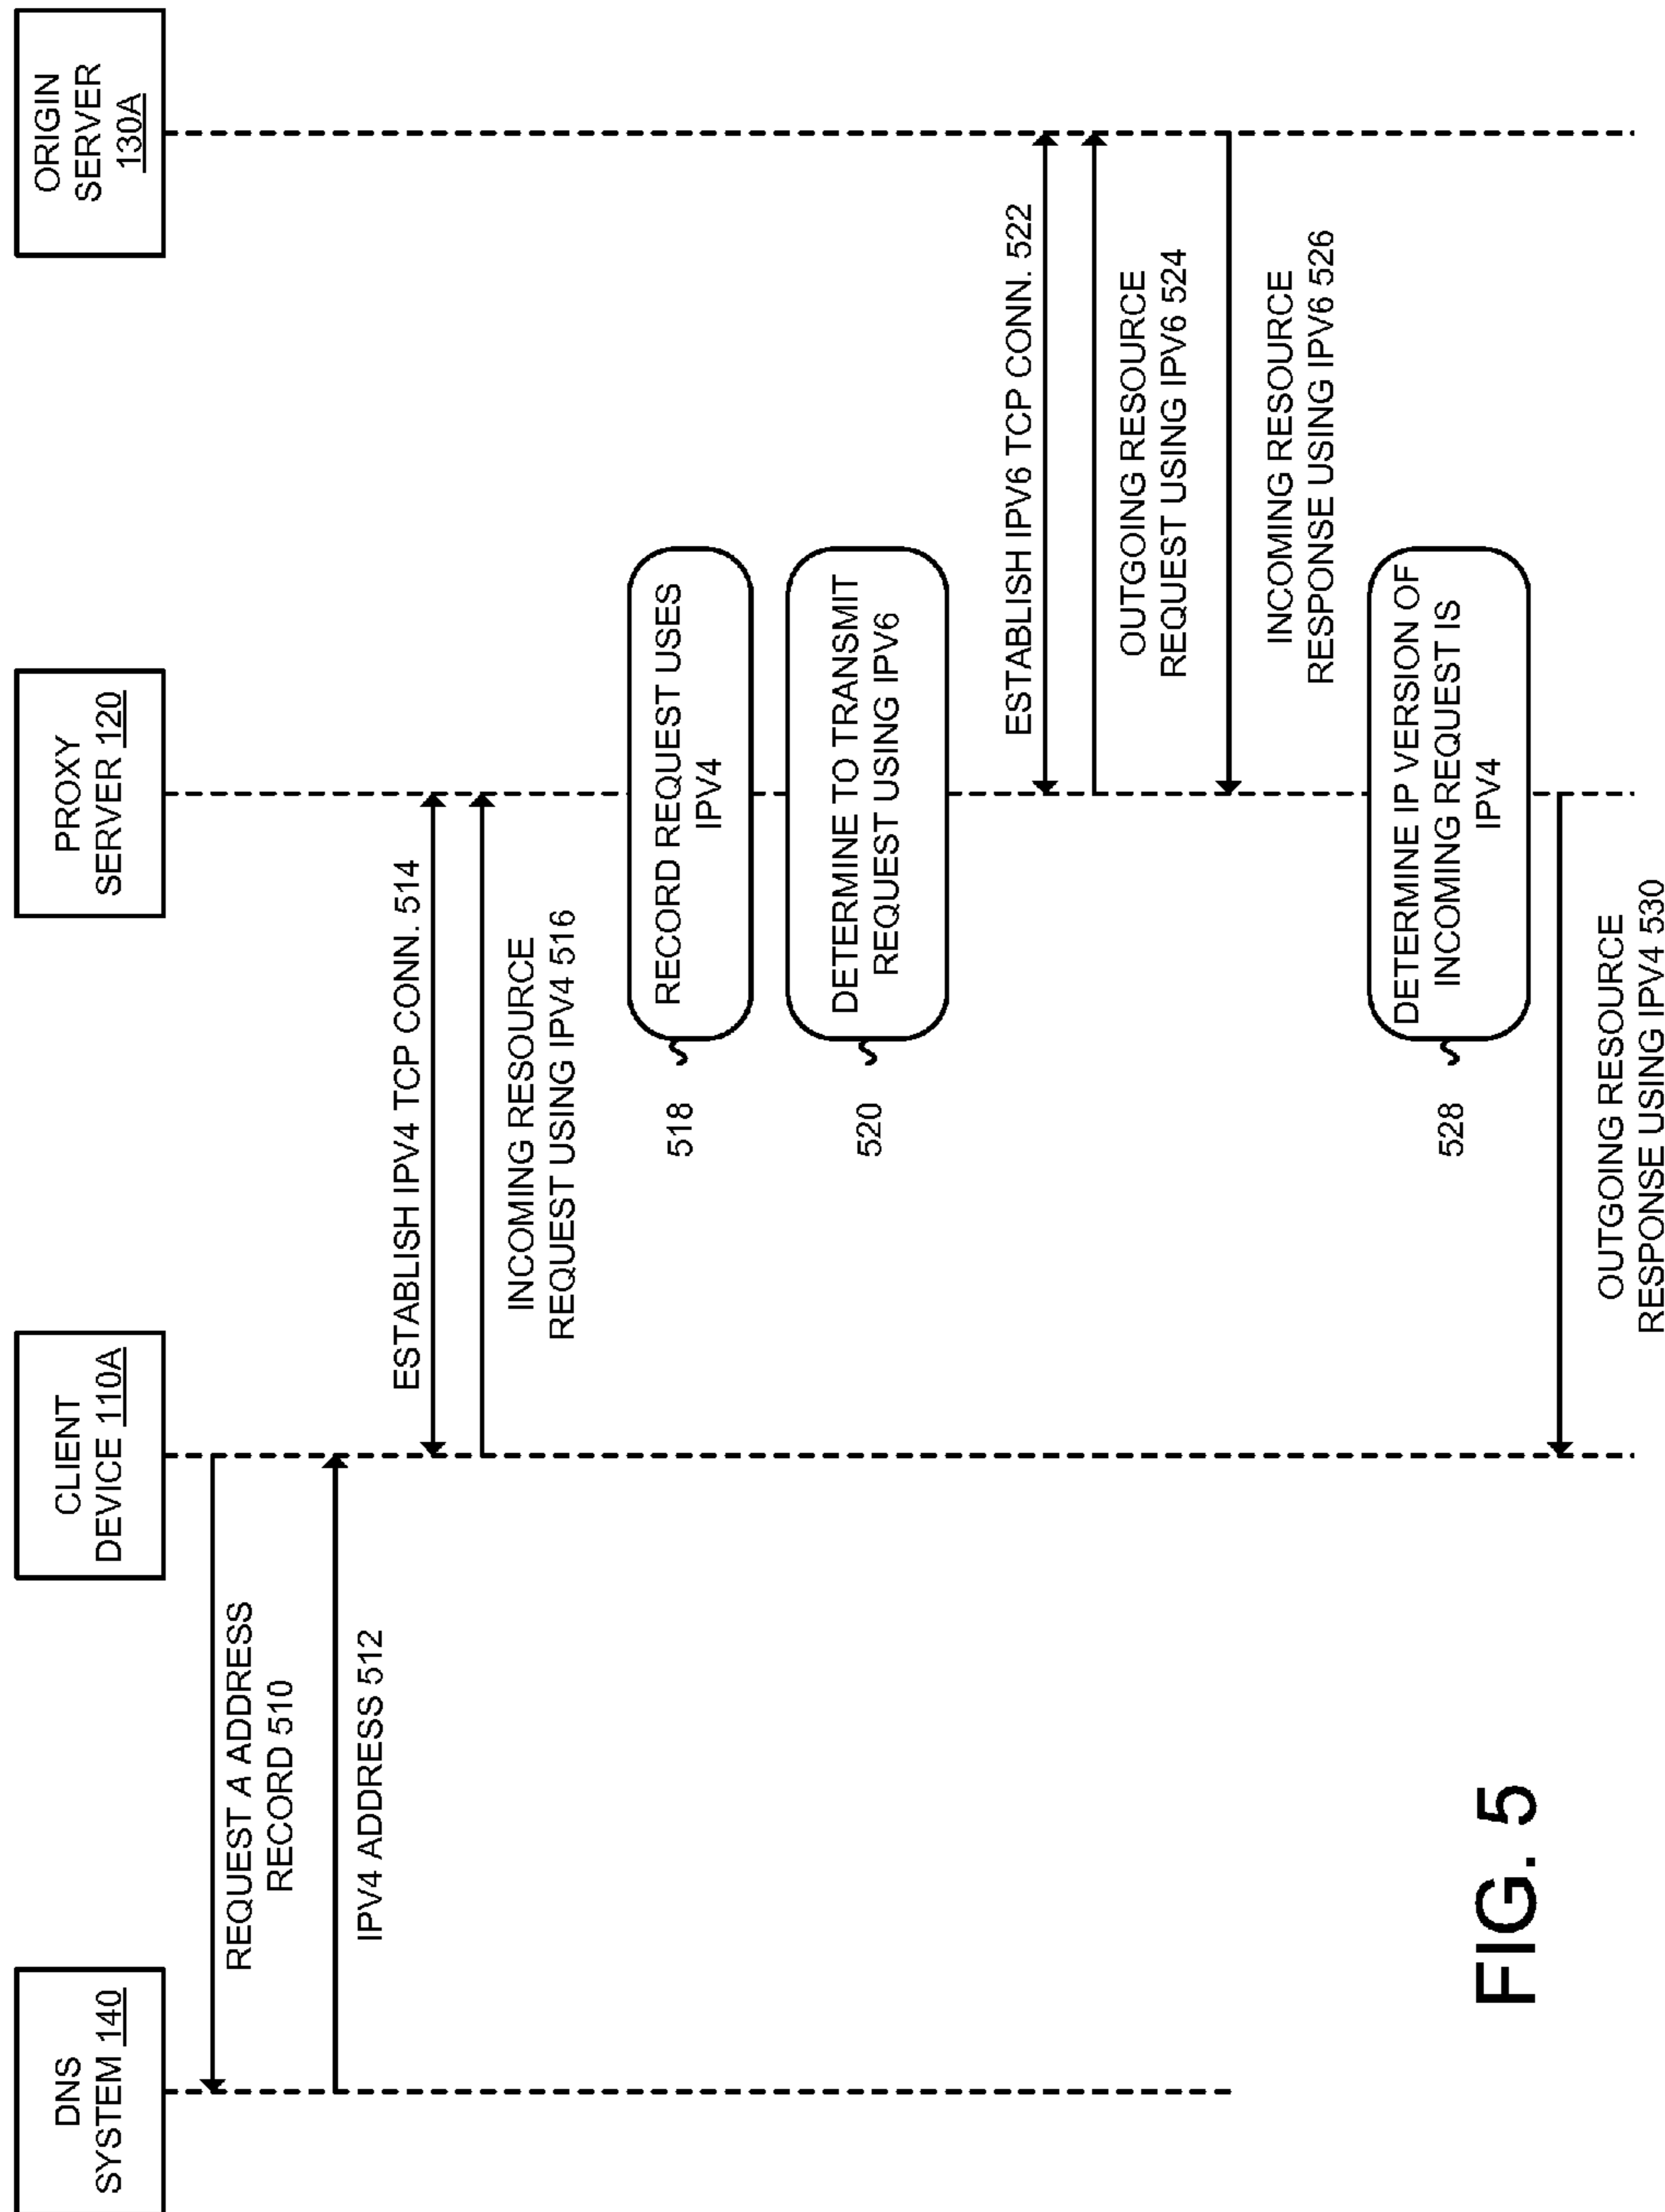 DNS
SYSTEM 140
CLIENT
DEVICE 110A
PROXY
SERVER 120
ORIGIN
SERVER
130A
REQUEST A ADDRESS
RECORD 510
IPV4 ADDRESS 512
ESTABLISH IPV4 TCP CONN. 514
INCOMING RESOURCE
REQUEST USING IPV4 516
518
RECORD REQUEST USES
IPV4
520
DETERMINE TO TRANSMIT
REQUEST USING IPV6
ESTABLISH IPV6 TCP CONN. 522
OUTGOING RESOURCE
REQUEST USING IPV6 524
INCOMING RESOURCE
RESPONSE USING IPV6 526
528
DETERMINE IP VERSION OF
INCOMING REQUEST IS
IPV4
OUTGOING RESOURCE
RESPONSE USING IPV4 530
FIG. 5